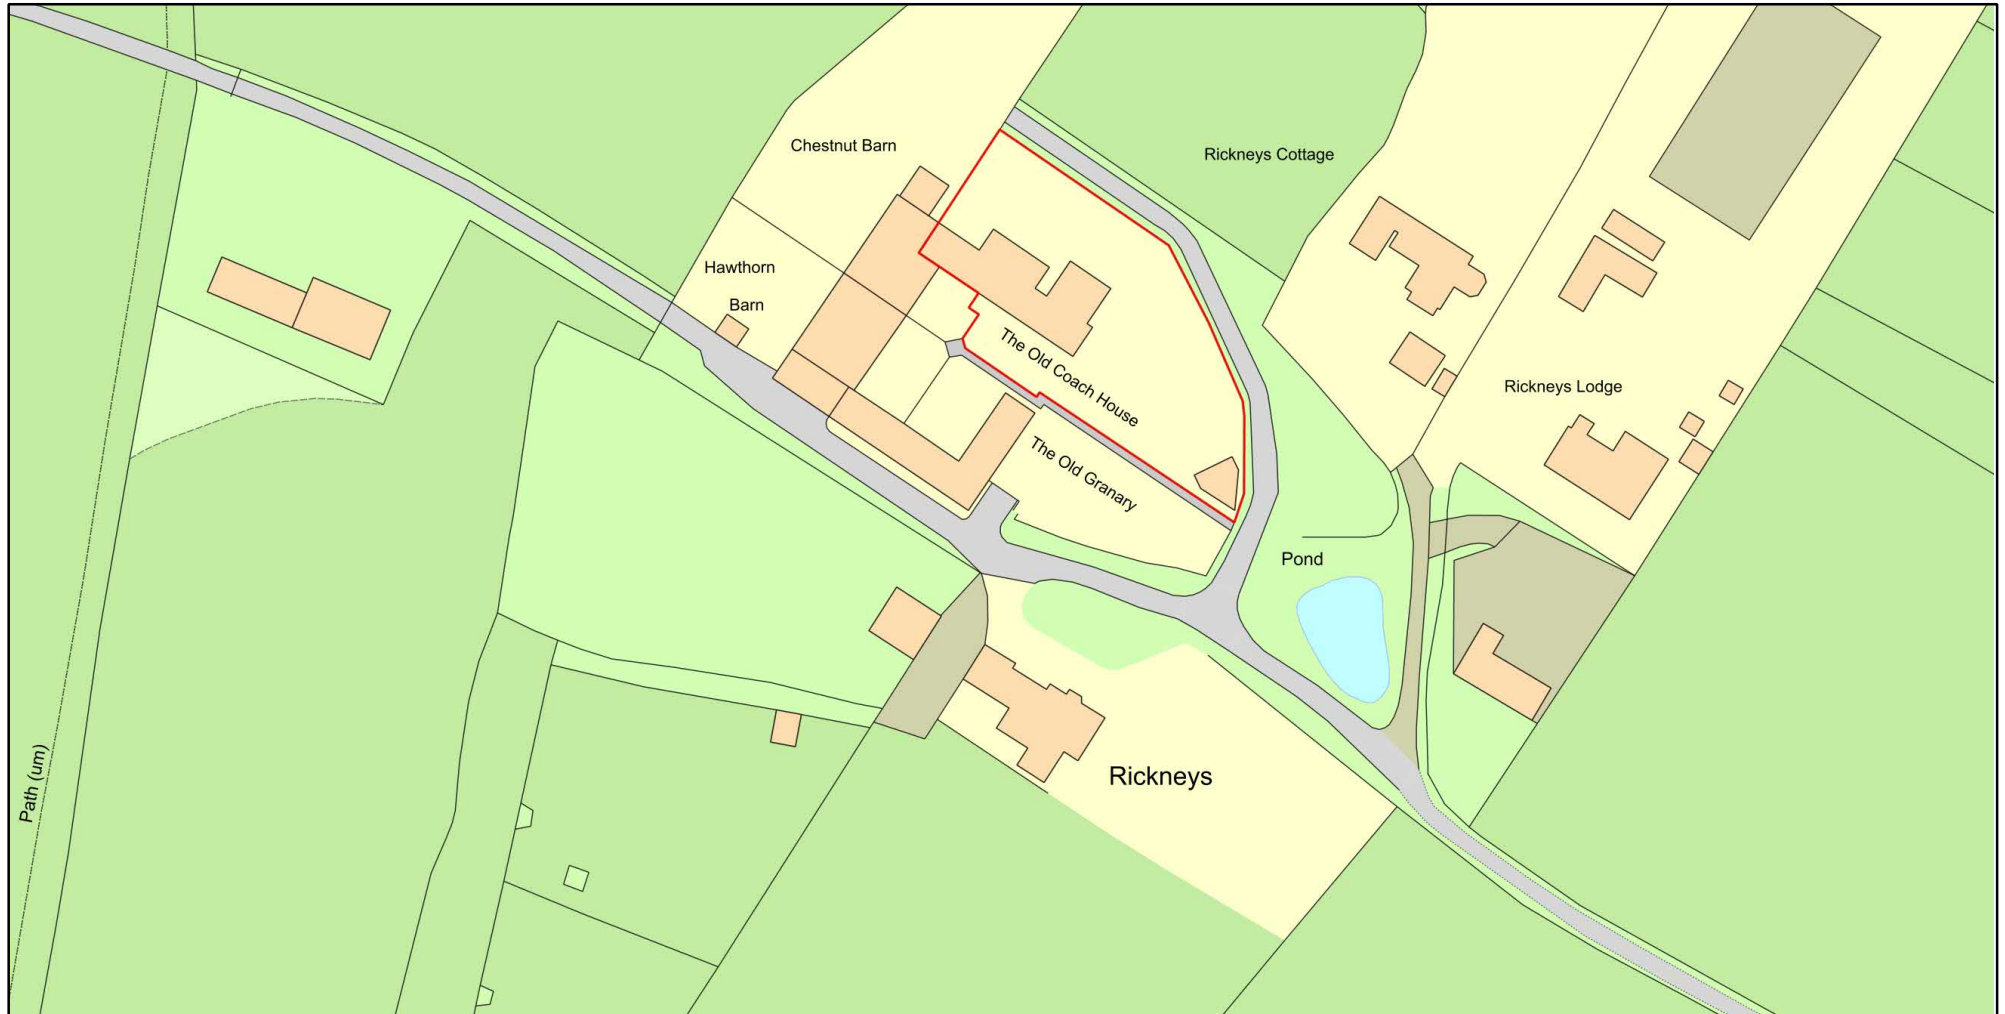 Chestnut Barn
Rickneys Cottage
Hawthorn
Barn
The Old Coach House
Rickneys Lodge
The Old Granary
Pond
Path (um)
Rickneys